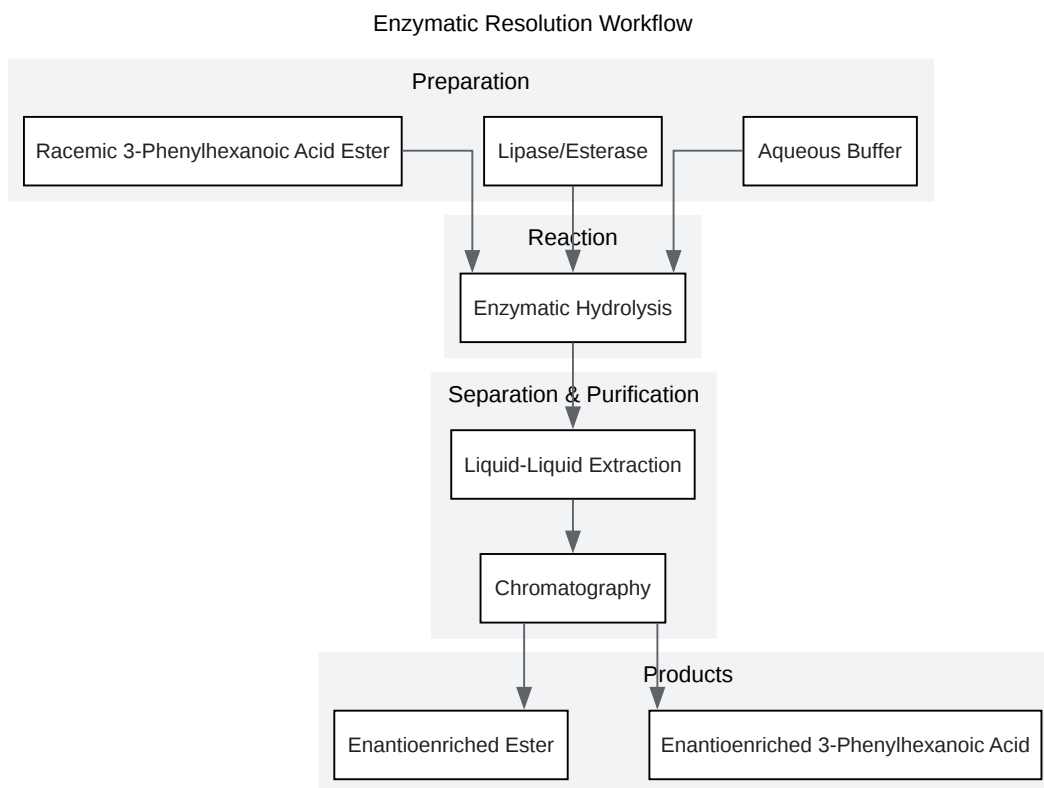 Enzymatic Resolution Workflow
Preparation
Racemic 3-Phenylhexanoic Acid Ester
Lipase/Esterase
Aqueous Buffer
Reaction
Enzymatic Hydrolysis
Separation & Purification
Liquid-Liquid Extraction
Chromatography
Products
Enantioenriched Ester
Enantioenriched 3-Phenylhexanoic Acid